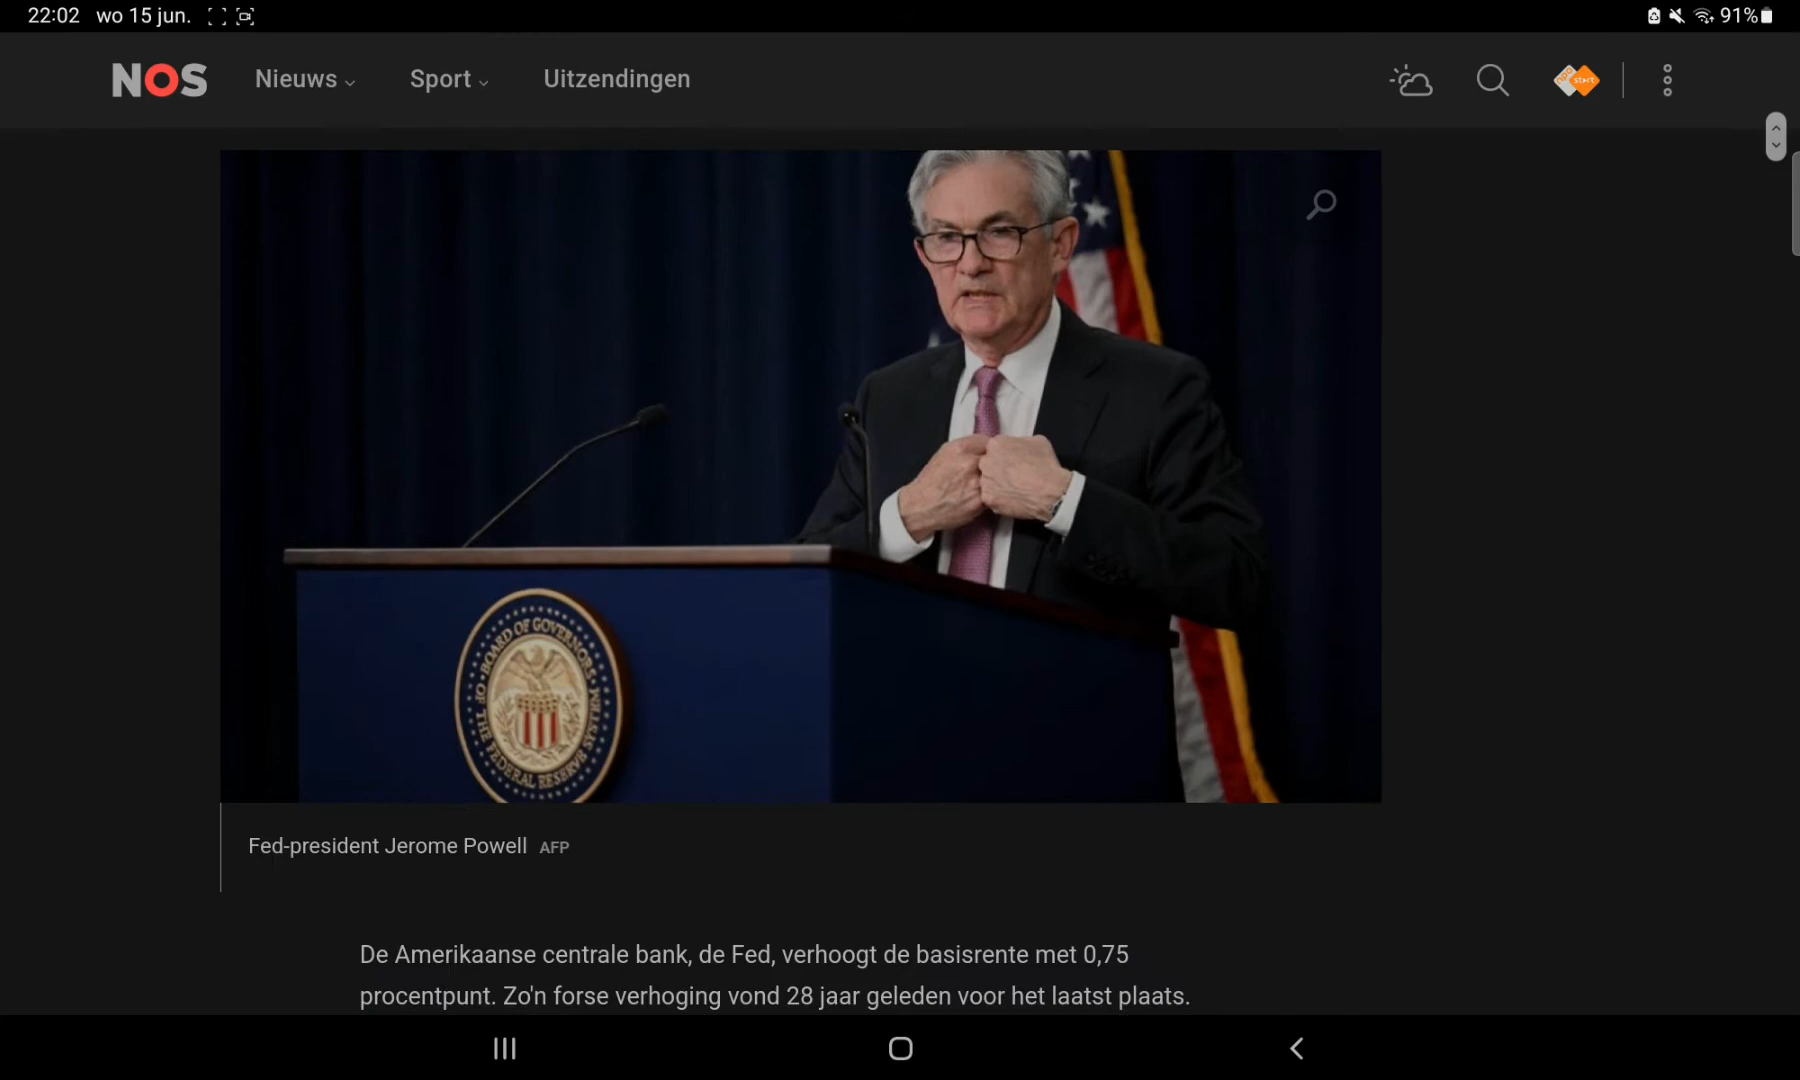 22:02 wo 15 jun. 91%
NOS Nieuws Sport Uitzendingen start
BOARD OF GOVERNORS OF THE FEDERAL RESERVE SYSTEM
Fed-president Jerome Powell AFP
De Amerikaanse centrale bank, de Fed, verhoogt de basisrente met 0,75
procentpunt. Zo'n forse verhoging vond 28 jaar geleden voor het laatst plaats.